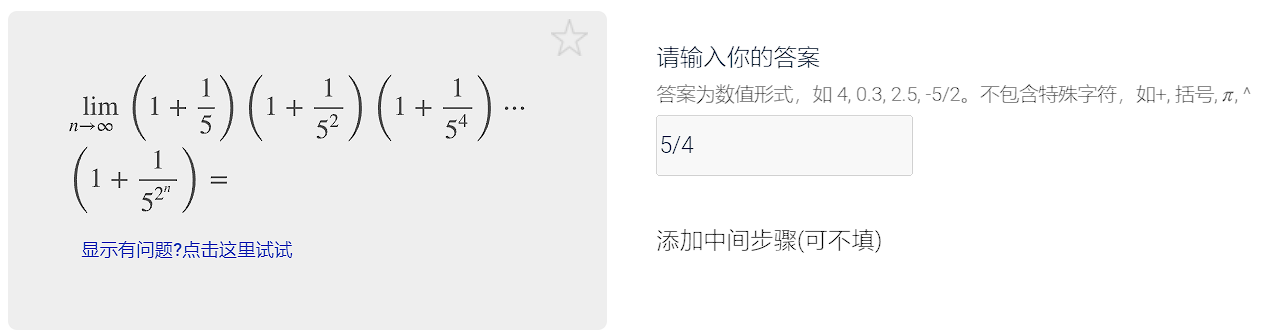 $\lim_{n \to \infty} \left(1 + \frac{1}{5}\right) \left(1 + \frac{1}{5^2}\right) \left(1 + \frac{1}{5^4}\right) \cdots$
$\left(1 + \frac{1}{5^{2^n}}\right) =$
显示有问题?点击这里试试
请输入你的答案
答案为数值形式，如 4, 0.3, 2.5, -5/2。不包含特殊字符，如+, 括号, π, ^
5/4
添加中间步骤(可不填)